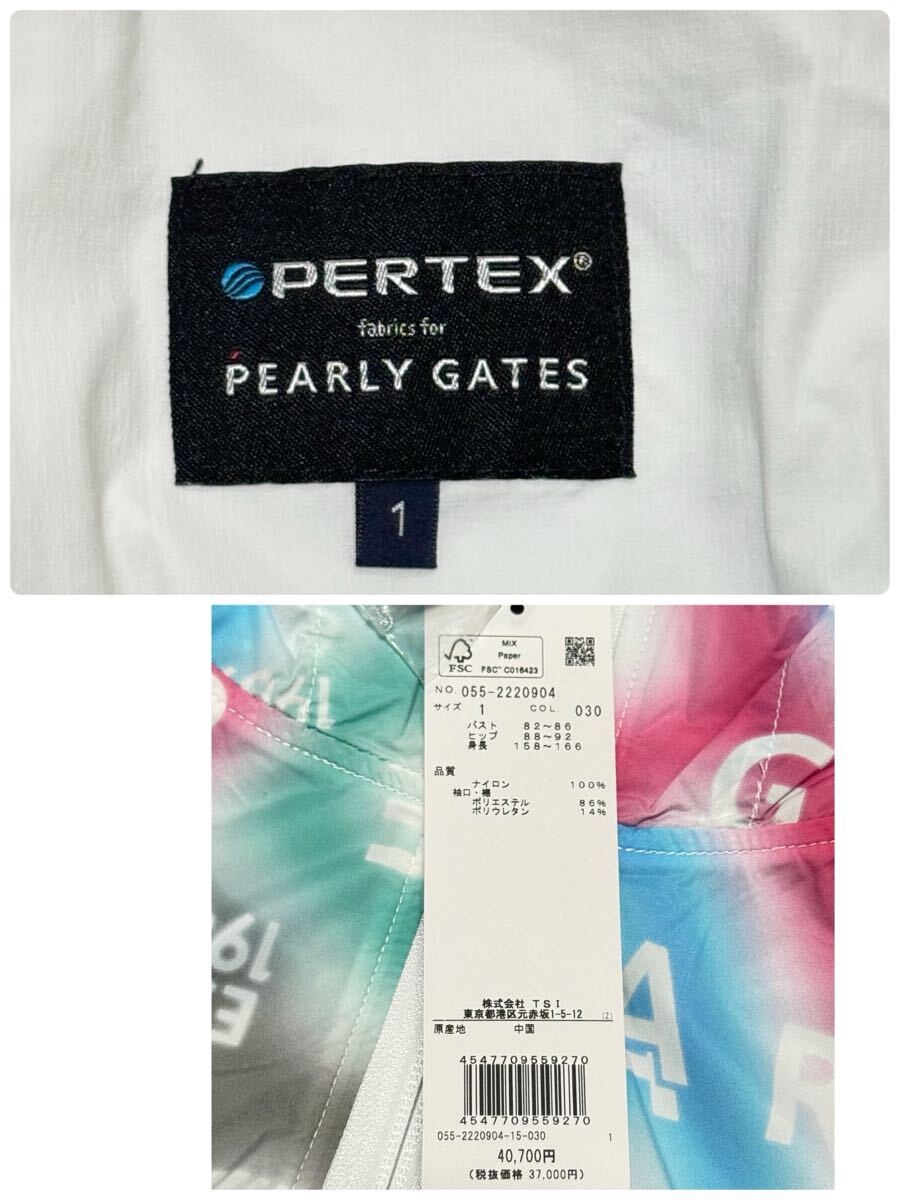 PERTEX®
fabrics for
PEARLY GATES
1
FSC
MIX
Paper
FSC™ C016423
NO. 055-2220904
サイズ 1 COL. 030
バスト 82～86
ヒップ 88～92
身長 158～166
品質
ナイロン 100%
袖口・裾
ポリエステル 86%
ポリウレタン 14%
株式会社 TSI
東京都港区元赤坂1-5-12 (Z)
原産地 中国
4547709559270
4547709559270
055-2220904-15-030 1
40,700円
(税抜価格 37,000円)
G
A
R